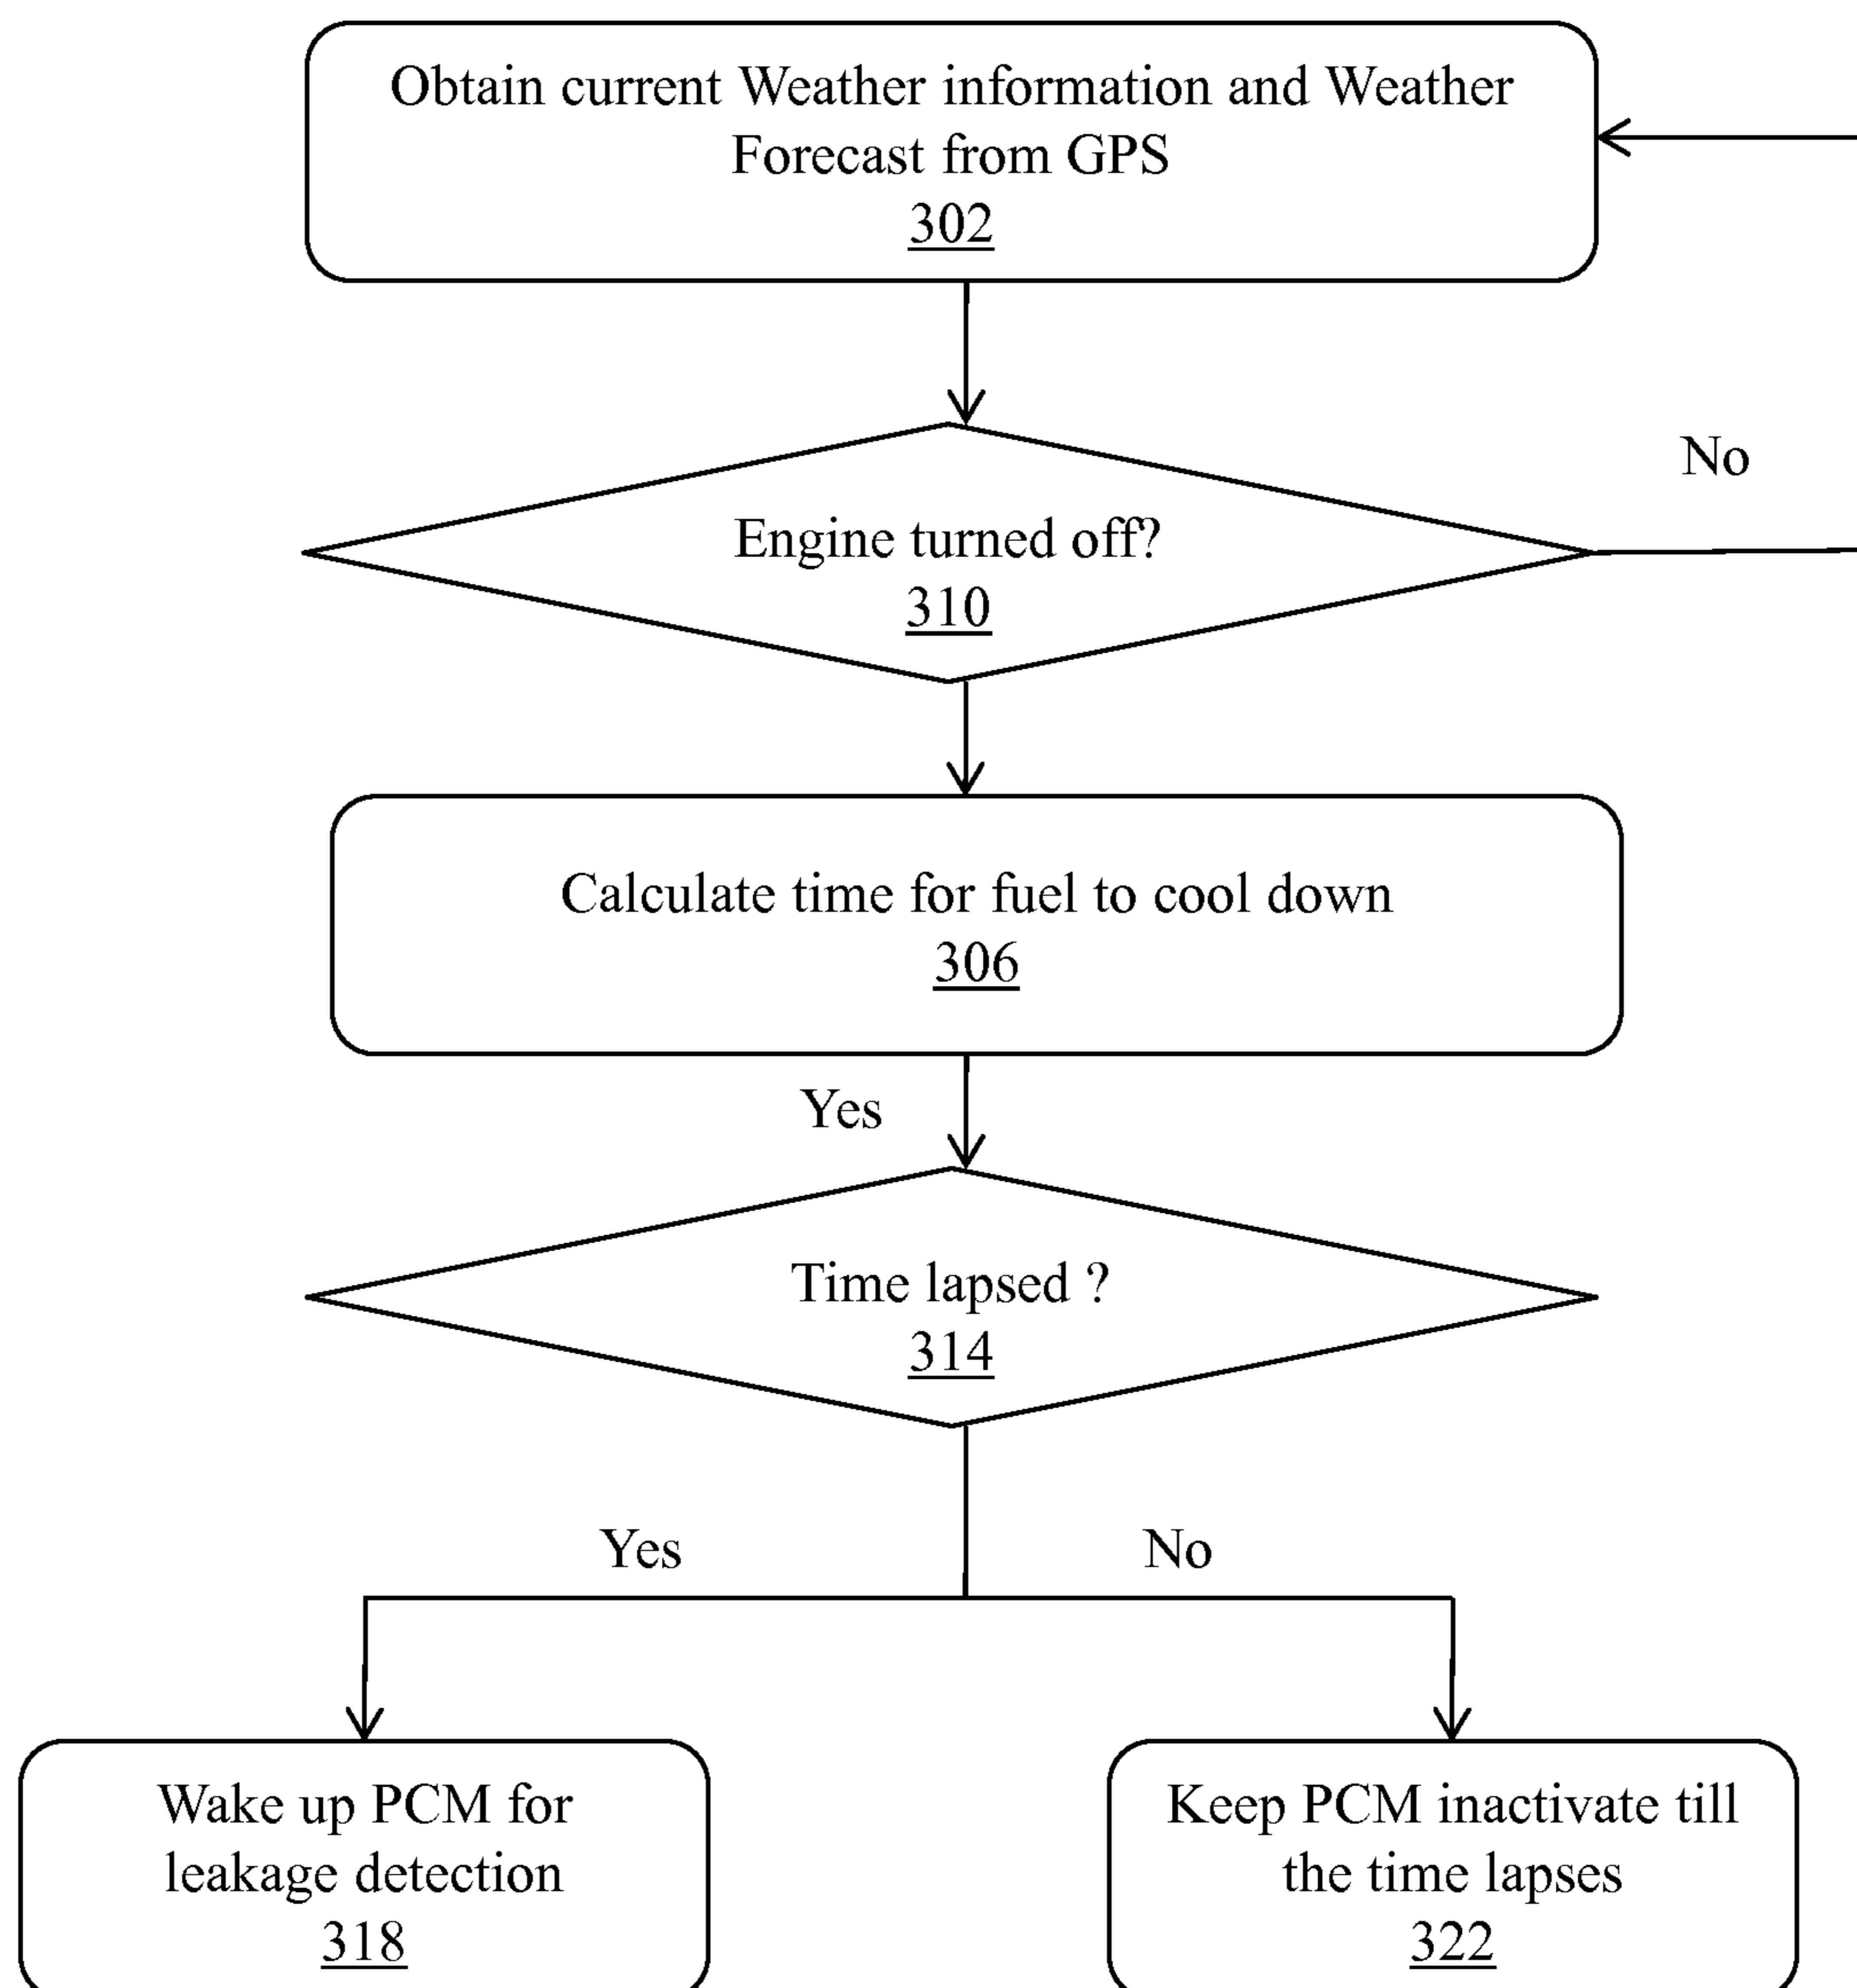 Obtain current Weather information and Weather
Forecast from GPS
302
No
Engine turned off?
310
Calculate time for fuel to cool down
306
Yes
Time lapsed ?
314
Yes
No
Wake up PCM for
leakage detection
318
Keep PCM inactivate till
the time lapses
322